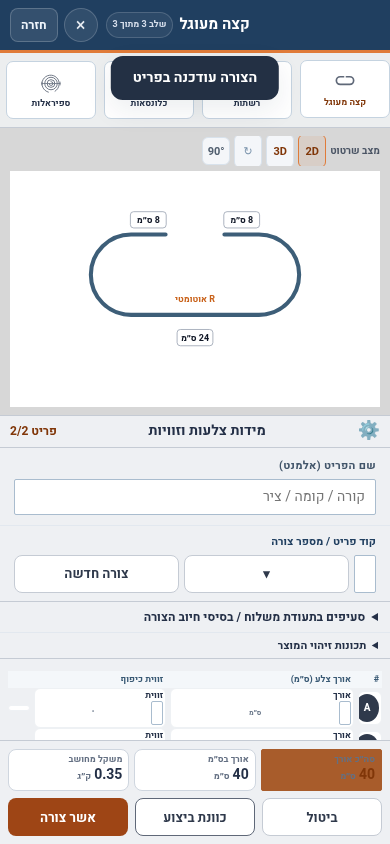 קצה מעוגל
שלב 3 מתוך 3
×
חזרה
הצורה עודכנה בפריט
קצה מעוגל
רשתות
כלונסאות
ספיראלות
מצב שרטוט
2D
3D
↻
90°
8 ס״מ
8 ס״מ
R אוטומטי
24 ס״מ
מידות צלעות וזוויות
פריט 2/2
שם הפריט (אלמנט)
קורה / קומה / ציר
קוד פריט / מספר צורה
▼
צורה חדשה
סעיפים בתעודת משלוח / בסיסי חיוב הצורה
תכונות זיהוי המוצר
#
אורך צלע (ס״מ)
זווית כיפוף
A
אורך
ס״מ
זווית
°
אורך
זווית
40
אורך בס״מ
40 ס״מ
משקל מחושב
0.35 ק״ג
ביטול
כוונת ביצוע
אשר צורה